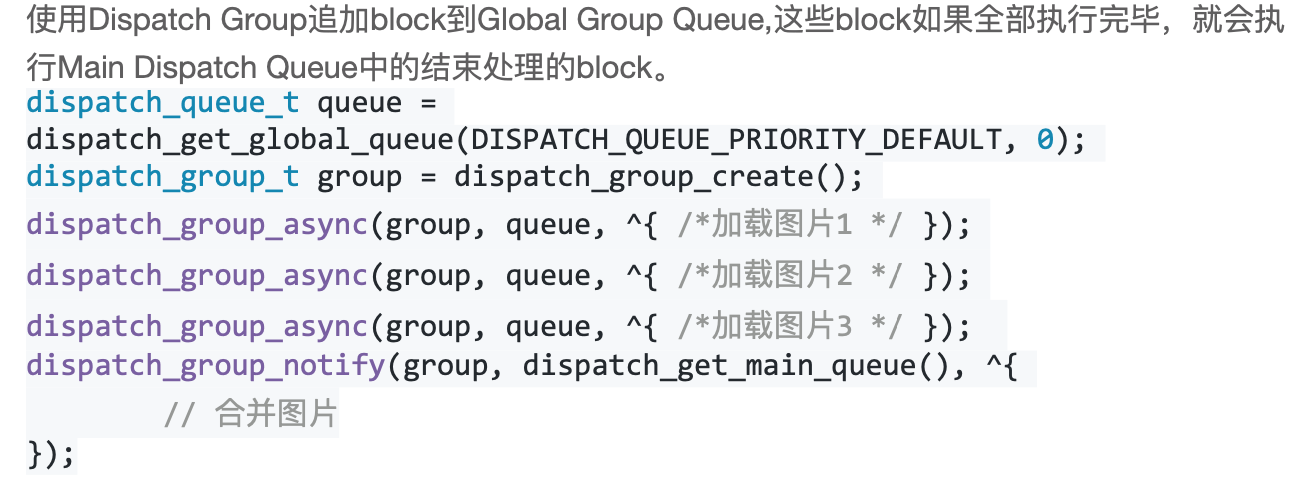 使用Dispatch Group追加block到Global Group Queue,这些block如果全部执行完毕，就会执
行Main Dispatch Queue中的结束处理的block。
dispatch_queue_t queue =
dispatch_get_global_queue(DISPATCH_QUEUE_PRIORITY_DEFAULT, 0);
dispatch_group_t group = dispatch_group_create();
dispatch_group_async(group, queue, ^{ /*加载图片1 */ });
dispatch_group_async(group, queue, ^{ /*加载图片2 */ });
dispatch_group_async(group, queue, ^{ /*加载图片3 */ });
dispatch_group_notify(group, dispatch_get_main_queue(), ^{
        // 合并图片
});